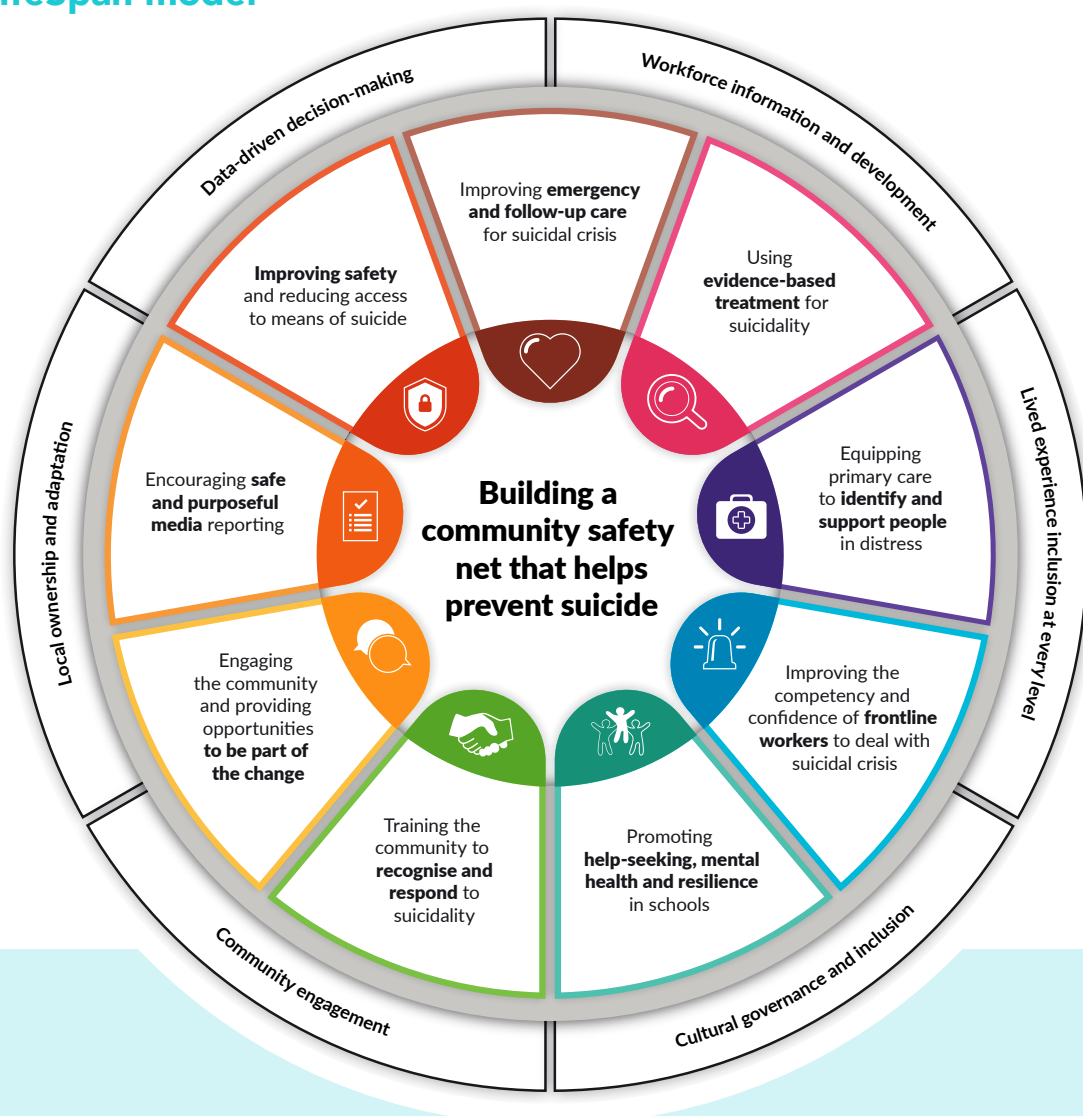 fespan model
Data-driven decision-making
Workforce information and development
Lived experience inclusion at every level
Cultural governance and inclusion
Community engagement
Local ownership and adaptation
Improving emergency
and follow-up care
for suicidal crisis
Using
evidence-based
treatment for
suicidality
Equipping
primary care
to identify and
support people
in distress
Improving the
competency and
confidence of frontline
workers to deal with
suicidal crisis
Promoting
help-seeking, mental
health and resilience
in schools
Training the
community to
recognise and
respond to
suicidality
Engaging
the community
and providing
opportunities
to be part of
the change
Encouraging safe
and purposeful
media reporting
Improving safety
and reducing access
to means of suicide
Building a
community safety
net that helps
prevent suicide